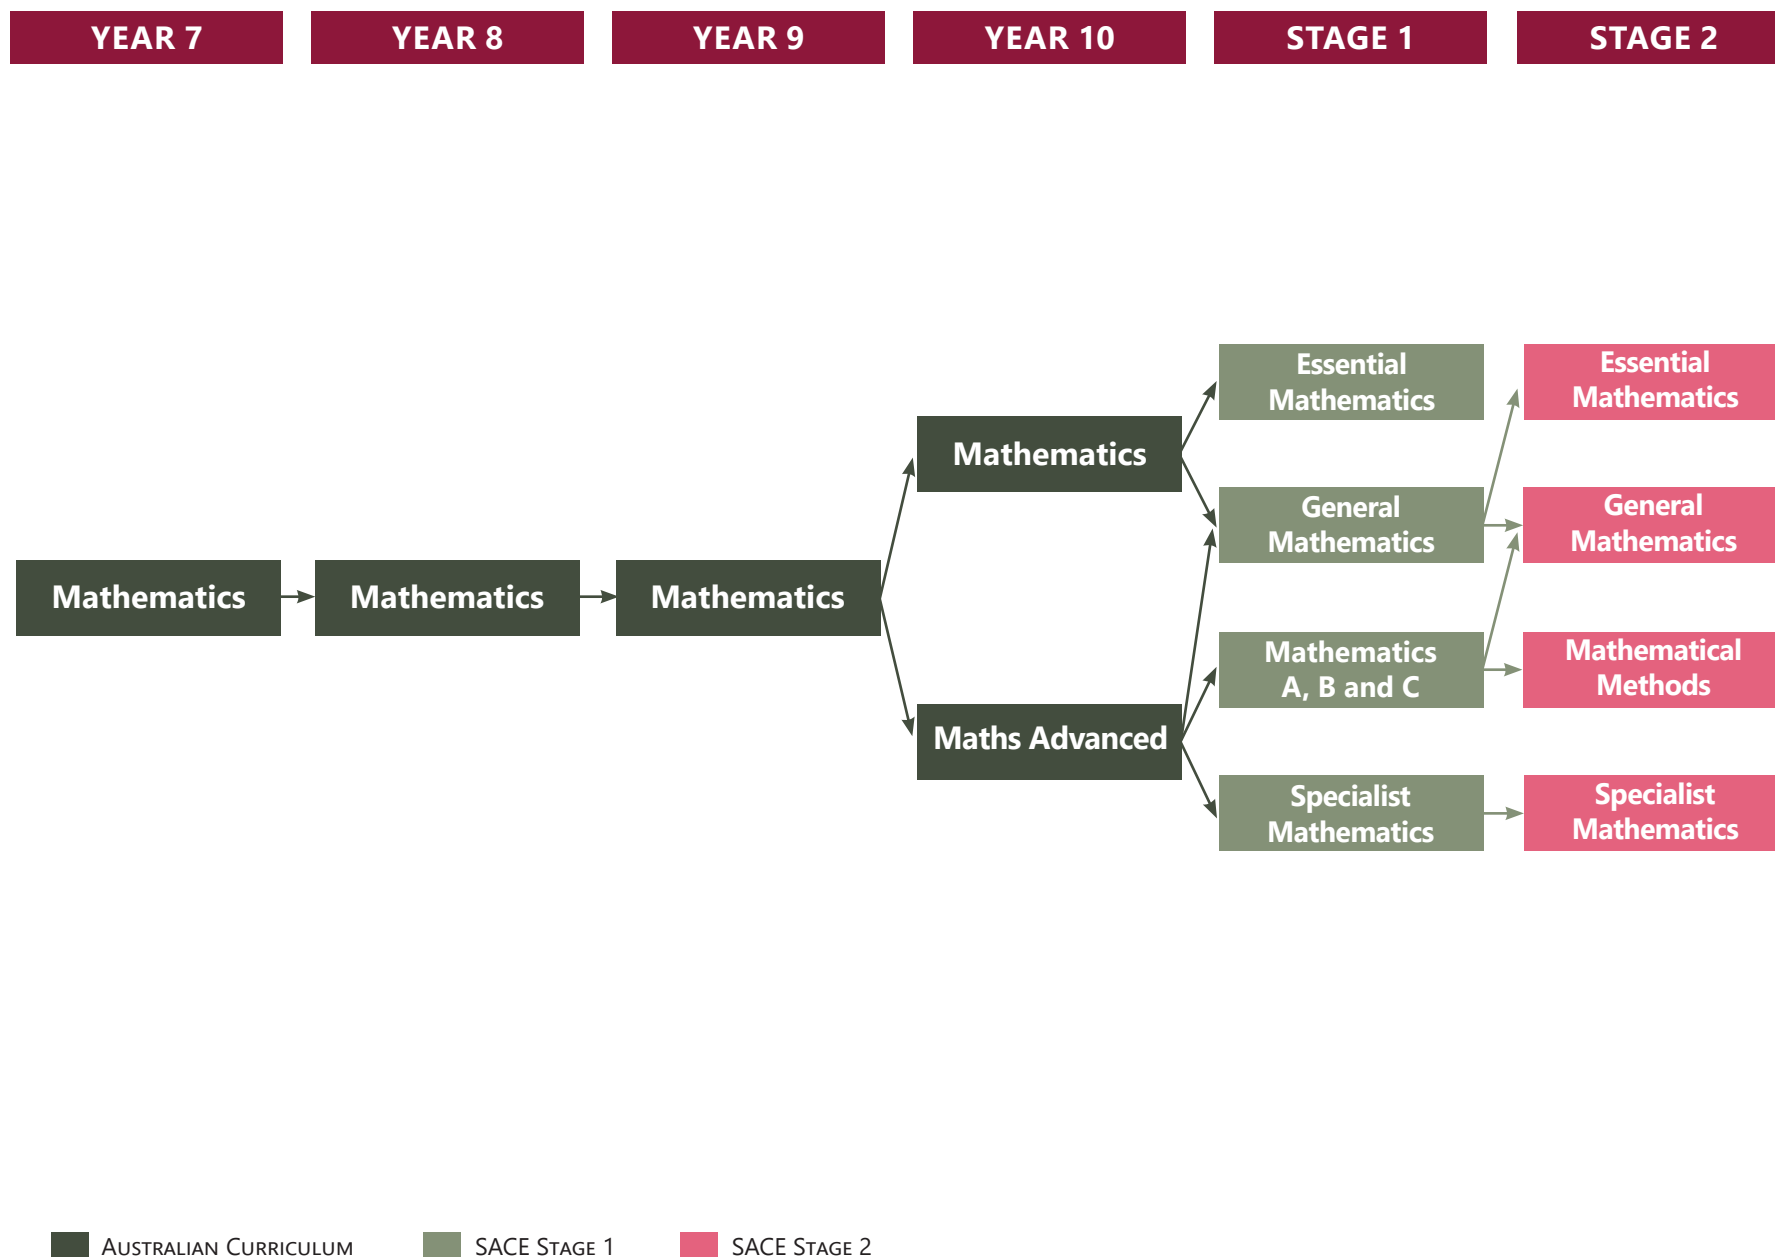 YEAR 7
YEAR 8
YEAR 9
YEAR 10
STAGE 1
STAGE 2
Mathematics
Mathematics
Mathematics
Mathematics
Maths Advanced
Essential
Mathematics
General
Mathematics
Mathematics
A, B and C
Specialist
Mathematics
Essential
Mathematics
General
Mathematics
Mathematical
Methods
Specialist
Mathematics
AUSTRALIAN CURRICULUM
SACE STAGE 1
SACE STAGE 2